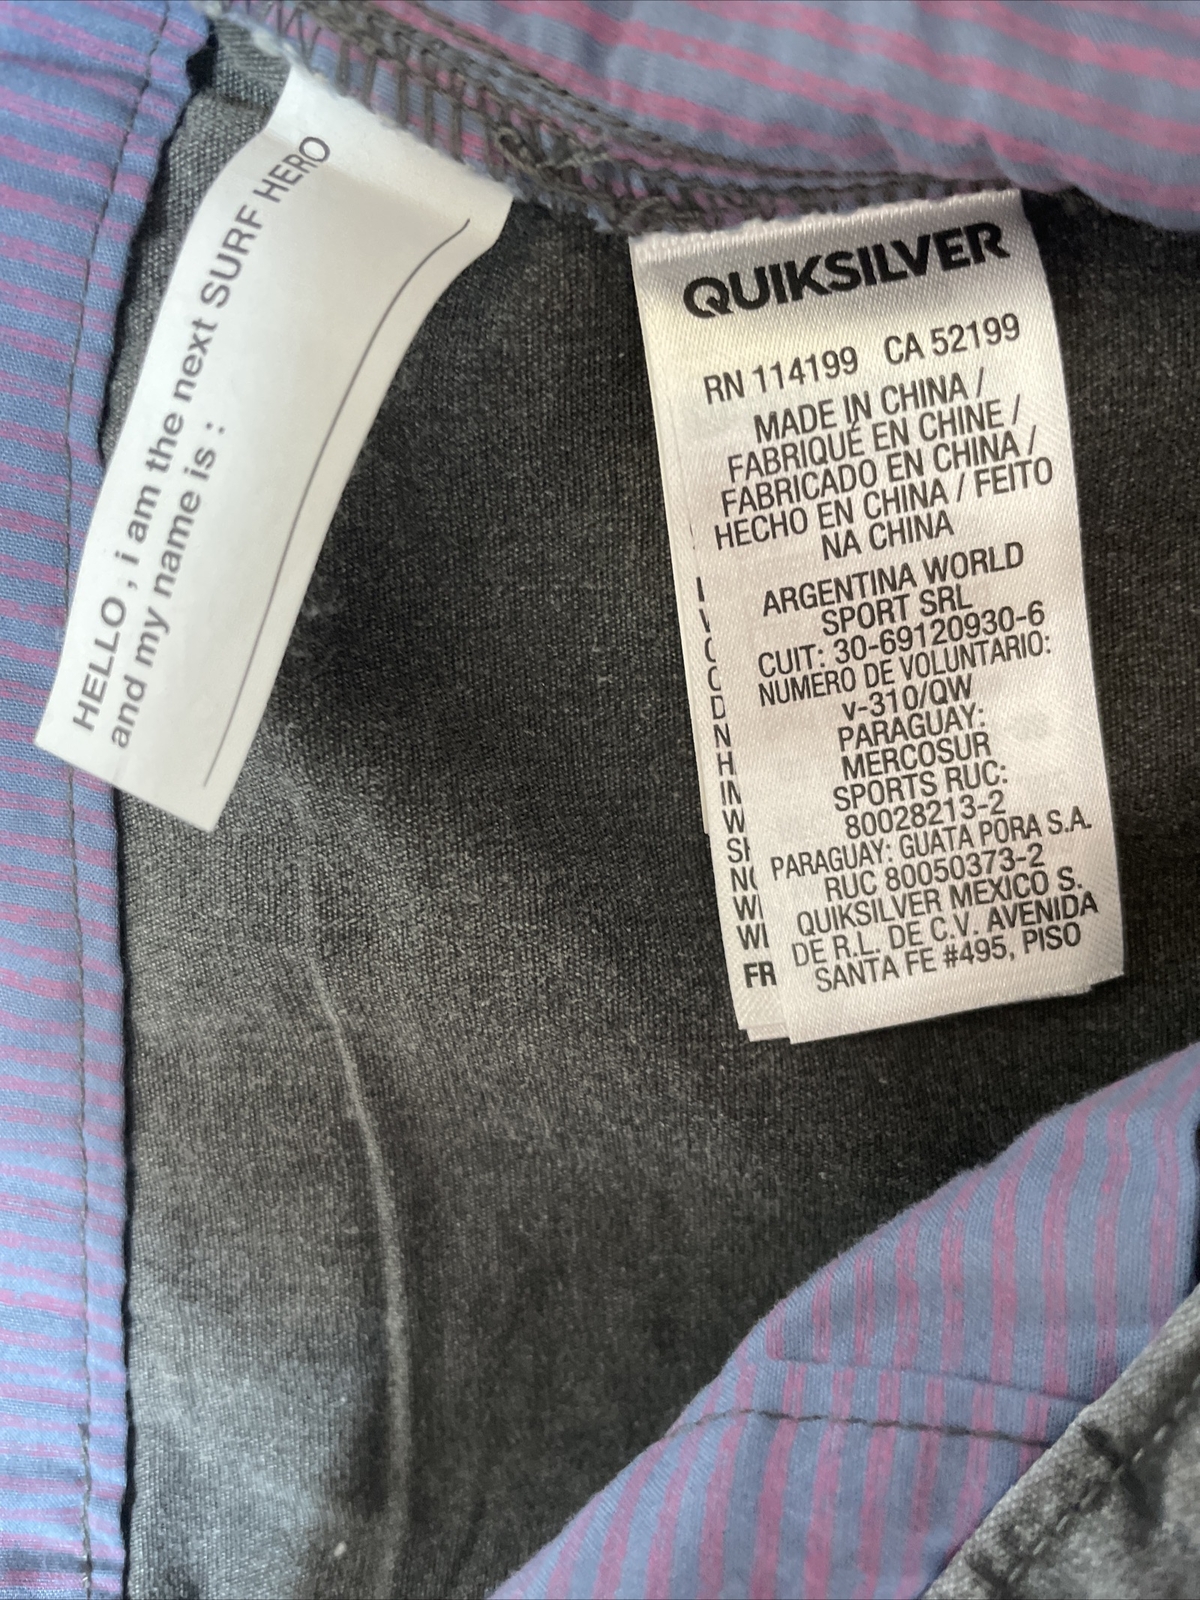 HELLO , i am the next SURF HERO
and my name is :
QUIKSILVER
RN 114199 CA 52199
MADE IN CHINA /
FABRIQUÉ EN CHINE /
FABRICADO EN CHINA /
HECHO EN CHINA / FEITO
NA CHINA
ARGENTINA WORLD
SPORT SRL
CUIT: 30-69120930-6
NUMERO DE VOLUNTARIO:
v-310/QW
PARAGUAY:
MERCOSUR
SPORTS RUC:
80028213-2
PARAGUAY: GUATA PORA S.A.
RUC 80050373-2
QUIKSILVER MEXICO S.
DE R.L. DE C.V. AVENIDA
SANTA FE #495, PISO
FR